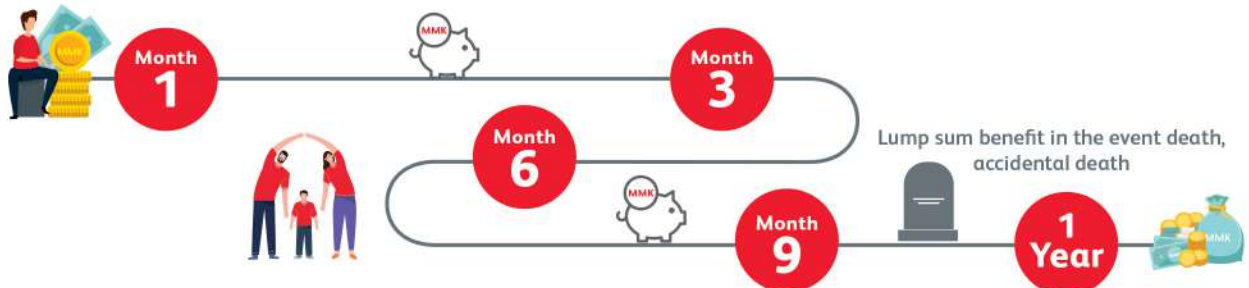 MMK
Month
1
MMK
Month
3
Month
6
Lump sum benefit in the event death,
accidental death
MMK
Month
9
1
Year
MMK